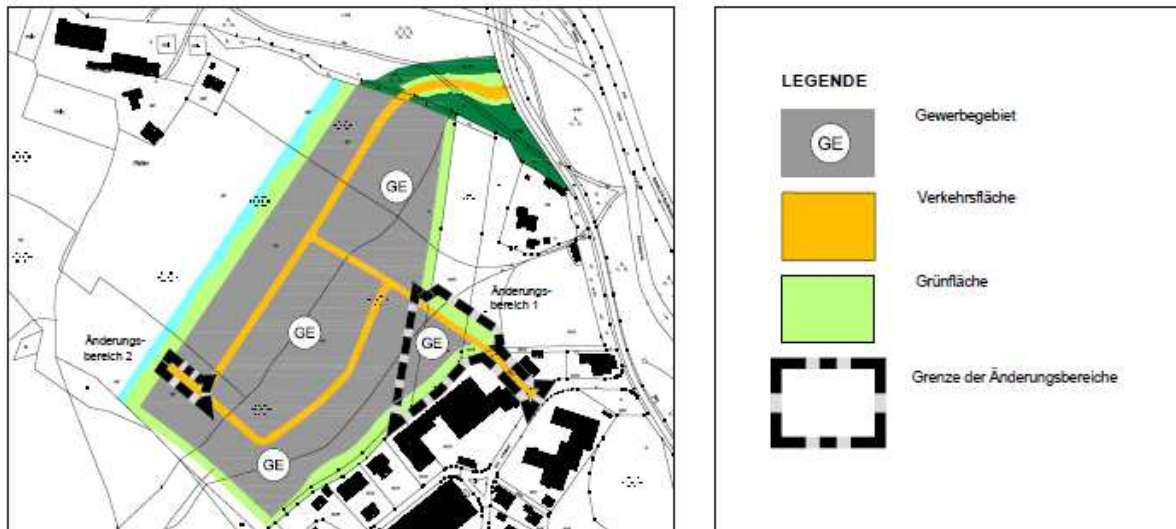 GE
Änderungs-
bereich 1
GE
GE
Änderungs-
bereich 2
GE
LEGENDE
GE
Gewerbegebiet
Verkehrsfläche
Grünfläche
Grenze der Änderungsbereiche